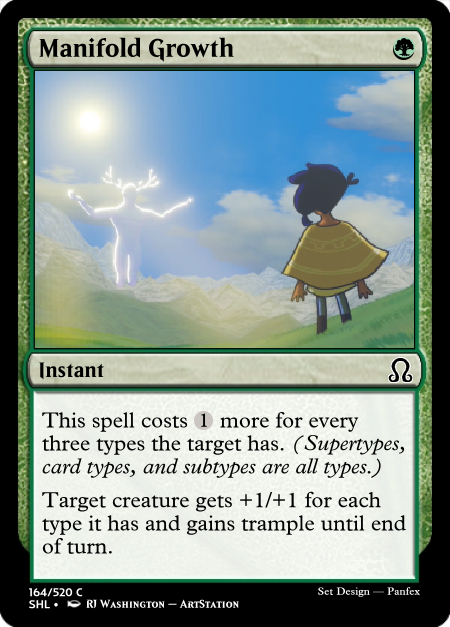 Manifold Growth
Instant
This spell costs 1 more for every
three types the target has. (Supertypes,
card types, and subtypes are all types.)
Target creature gets +1/+1 for each
type it has and gains trample until end
of turn.
164/520 C
Set Design — Panfex
SHL • RJ Washington — ArtStation